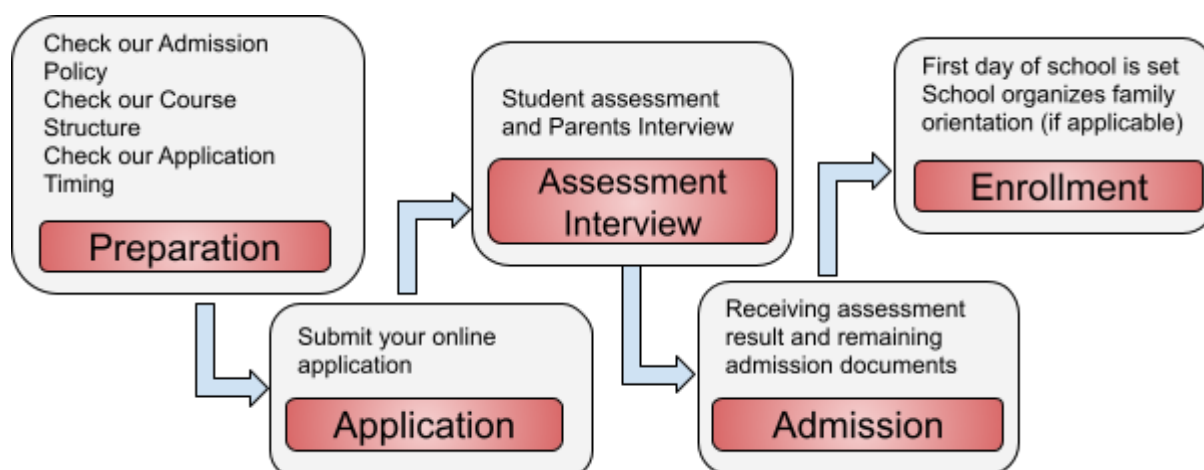 Check our Admission
Policy
Check our Course
Structure
Check our Application
Timing
Preparation
Submit your online
application
Application
Student assessment
and Parents Interview
Assessment
Interview
Receiving assessment
result and remaining
admission documents
Admission
First day of school is set
School organizes family
orientation (if applicable)
Enrollment